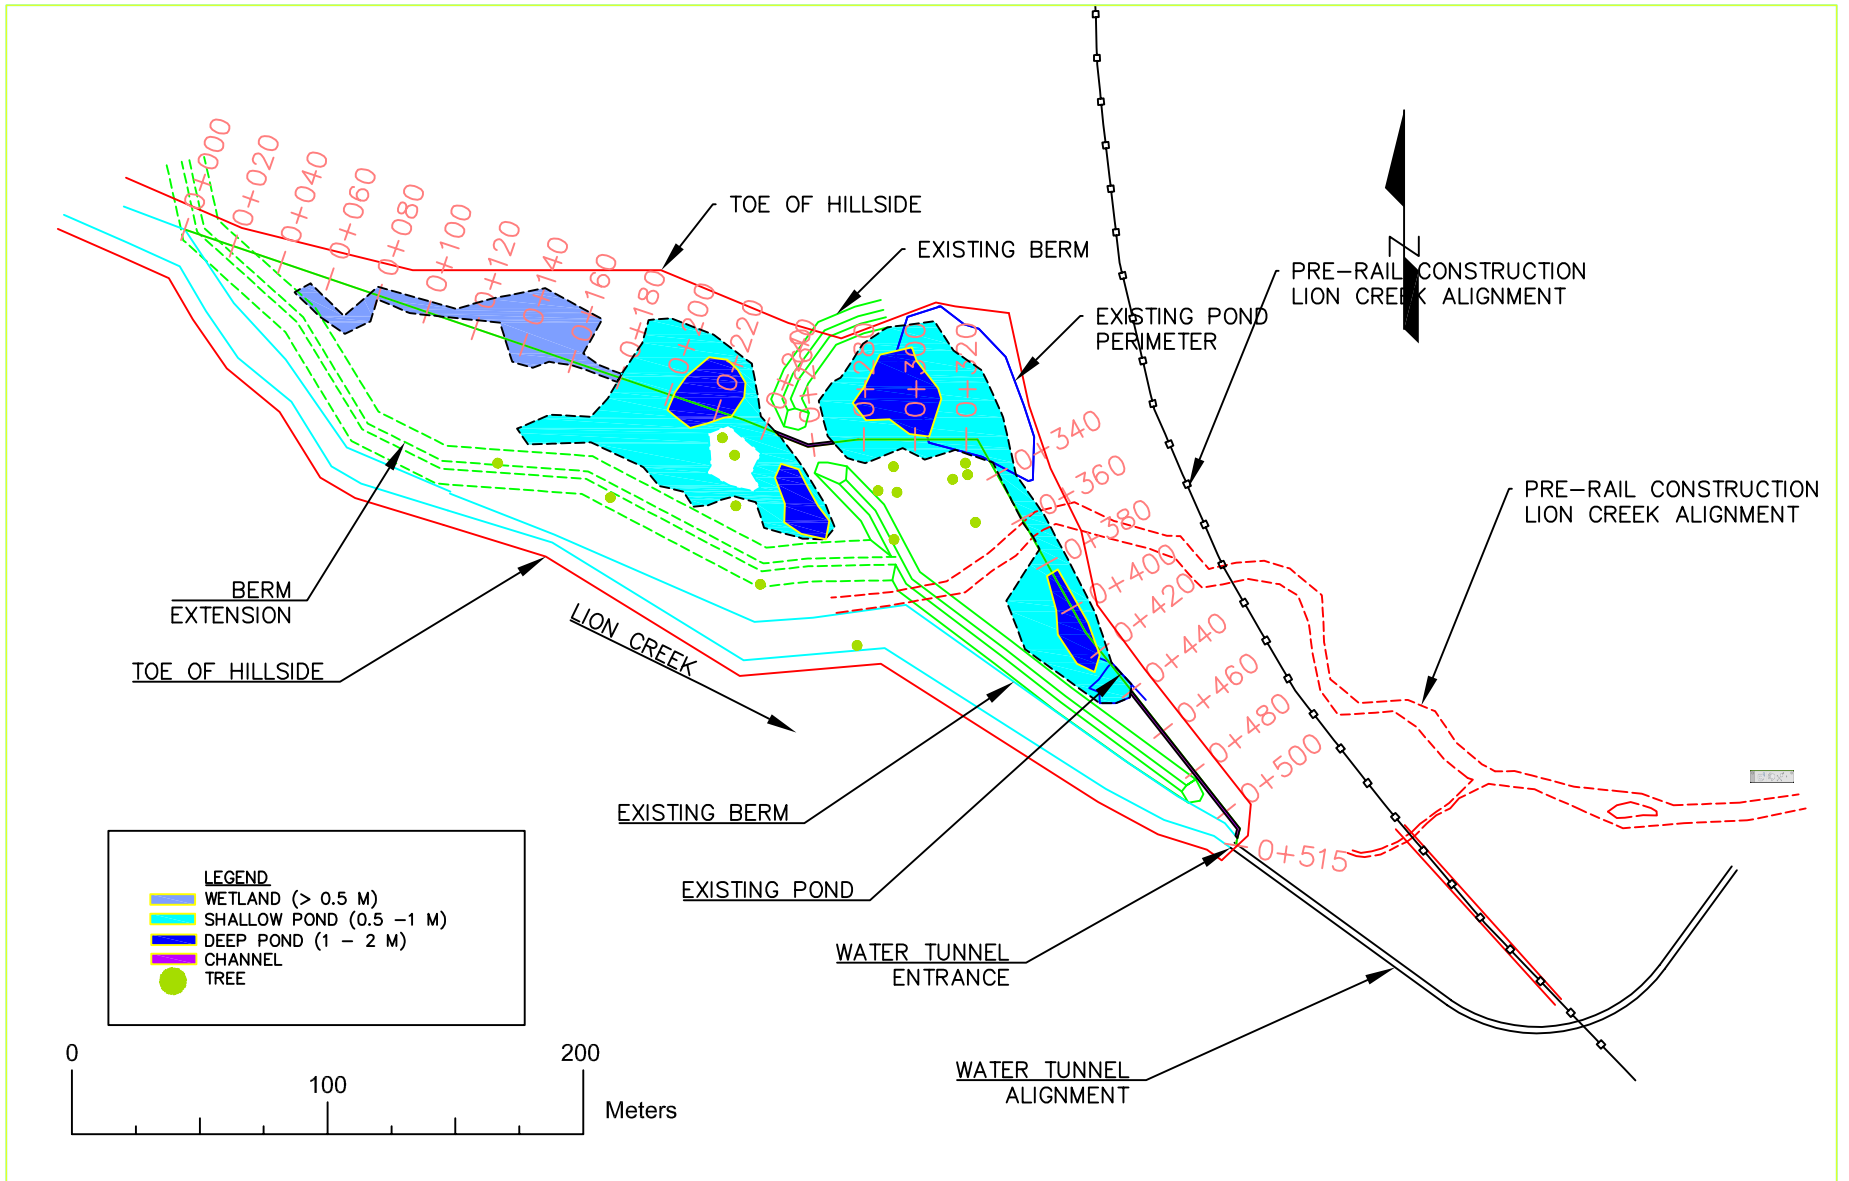 0+000
0+020
0+040
0+060
0+080
0+100
0+120
0+140
0+160
0+180
0+200
0+220
0+240
0+260
0+280
0+300
0+320
0+340
0+360
0+380
0+400
0+420
0+440
0+460
0+480
0+500
0+515
TOE OF HILLSIDE
EXISTING BERM
EXISTING POND
PERIMETER
PRE-RAIL CONSTRUCTION
LION CREEK ALIGNMENT
Z
PRE-RAIL CONSTRUCTION
LION CREEK ALIGNMENT
BERM
EXTENSION
TOE OF HILLSIDE
LION CREEK
EXISTING BERM
EXISTING POND
WATER TUNNEL
ENTRANCE
WATER TUNNEL
ALIGNMENT
LEGEND
WETLAND (> 0.5 M)
SHALLOW POND (0.5 -1 M)
DEEP POND (1 - 2 M)
CHANNEL
TREE
0
100
200
Meters